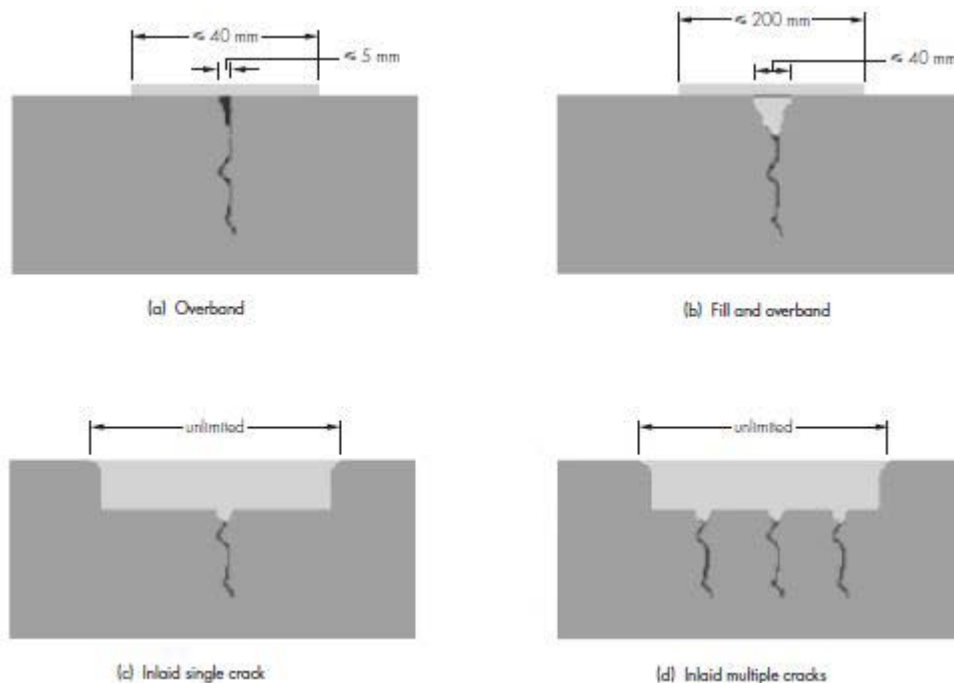 ⩽ 40 mm
⩽ 5 mm
(a) Overband
⩽ 200 mm
⩽ 40 mm
(b) Fill and overband
unlimited
(c) Inlaid single crack
unlimited
(d) Inlaid multiple cracks